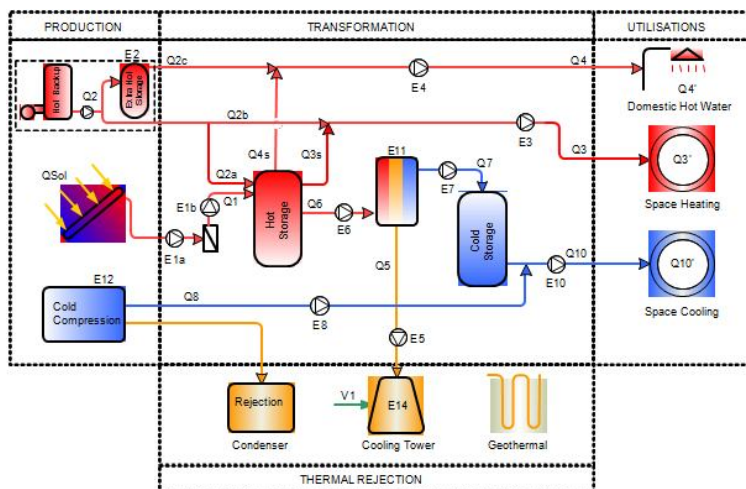 PRODUCTION
TRANSFORMATION
UTILISATIONS
Hot Backup
Q2
E2
Extra Hot
Storage
Q2c
E4
Q4
Q4'
Domestic Hot Water
Q2b
E3
Q3
Q3'
Space Heating
Q4s
Q3s
Q2a
Q1
E1b
QSol
E1a
Hot
Storage
Q6
E6
E11
Q7
E7
Cold
Storage
Q5
Q10
E10
Q10'
Space Cooling
E12
Cold
Compression
Q8
E8
E5
Rejection
Condenser
V1
E14
Cooling Tower
Geothermal
THERMAL REJECTION